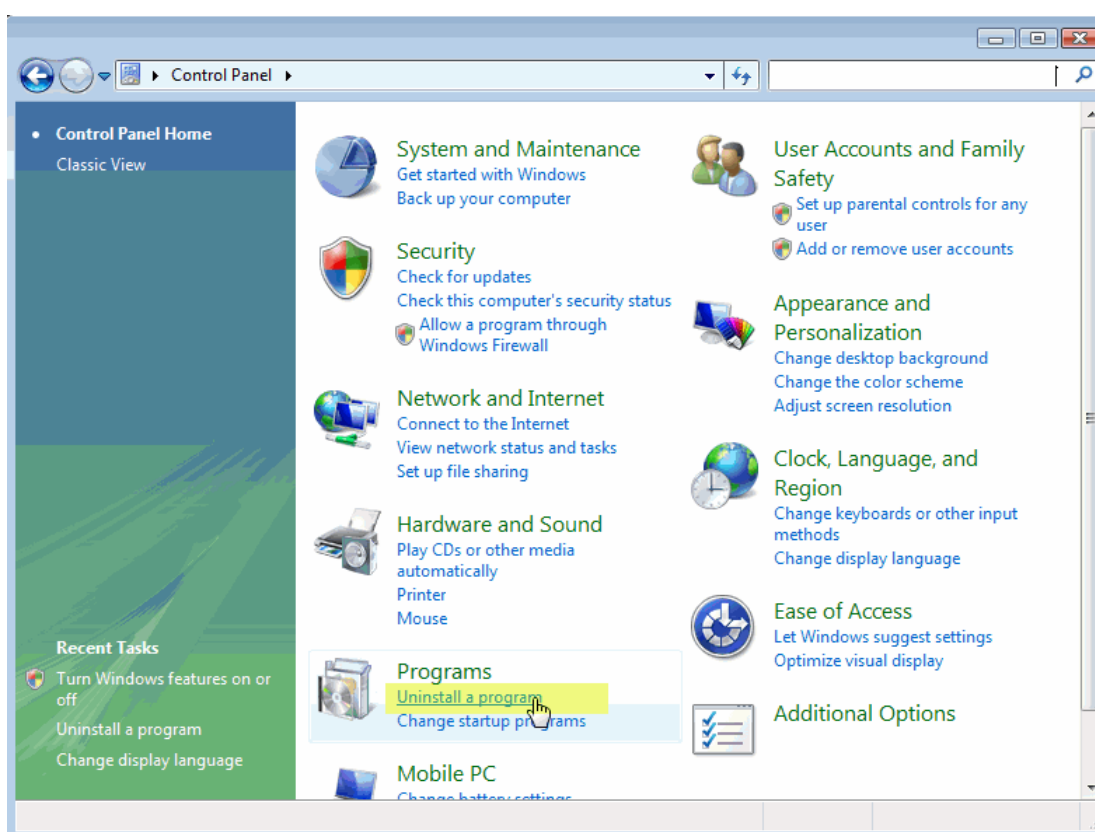 Control Panel
Control Panel Home
Classic View
Recent Tasks
Turn Windows features on or
off
Uninstall a program
Change display language
System and Maintenance
Get started with Windows
Back up your computer
Security
Check for updates
Check this computer's security status
Allow a program through
Windows Firewall
Network and Internet
Connect to the Internet
View network status and tasks
Set up file sharing
Hardware and Sound
Play CDs or other media
automatically
Printer
Mouse
Programs
Uninstall a program
Change startup programs
Mobile PC
Change battery settings
User Accounts and Family
Safety
Set up parental controls for any
user
Add or remove user accounts
Appearance and
Personalization
Change desktop background
Change the color scheme
Adjust screen resolution
Clock, Language, and
Region
Change keyboards or other input
methods
Change display language
Ease of Access
Let Windows suggest settings
Optimize visual display
Additional Options